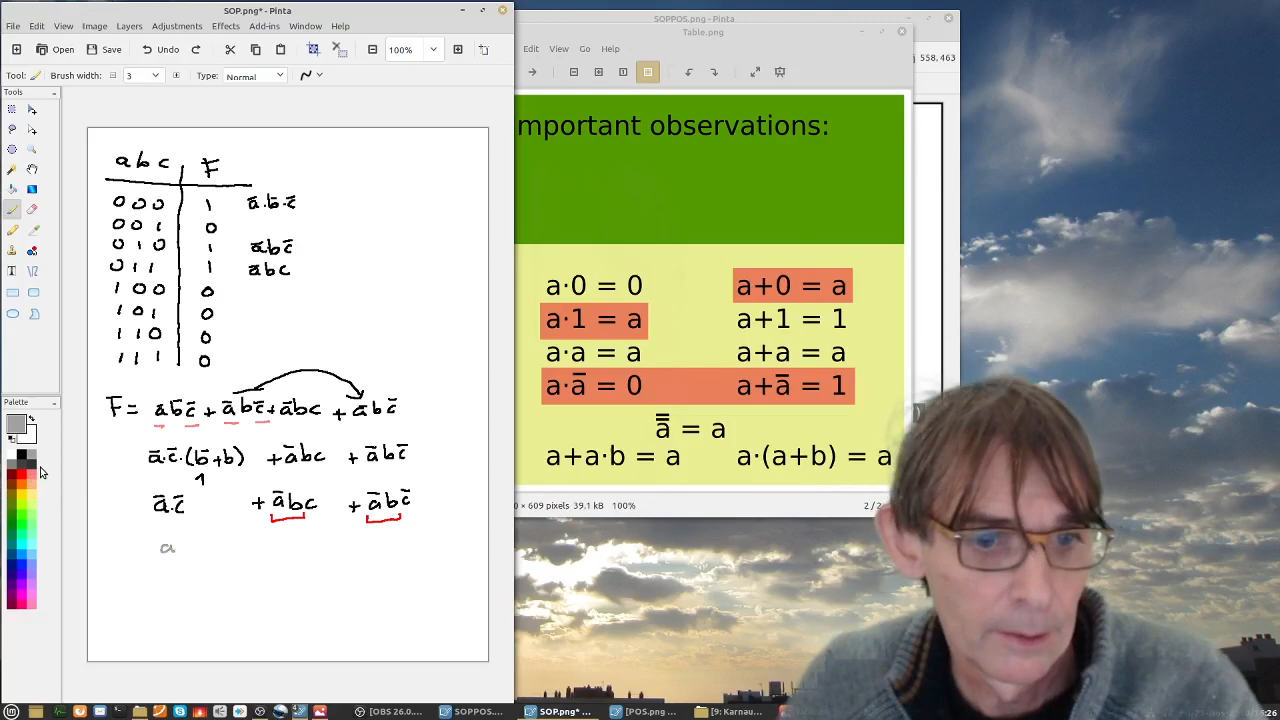 SOP.png* - Pinta
File Edit View Image Layers Adjustments Effects Add-ins Window Help
Open Save Undo 100%
Tool: Brush width: 3 Type: Normal
Tools
a b c F
0 0 0 1 a̅·b̅·c̅
0 0 1 0
0 1 0 1 a̅bc̅
0 1 1 1 a̅bc
1 0 0 0
1 0 1 0
1 1 0 0
1 1 1 0
F = a̅b̅c̅ + a̅bc̅ + a̅bc + a̅bc̅
a̅·c̅·(b̅+b) + a̅bc + a̅bc̅
1
a̅·c̅ + a̅bc + a̅bc̅
a
Palette
SOPPOS.png - Pinta
Table.png
Edit View Go Help
558, 463
mportant observations:
a·0 = 0 a+0 = a
a·1 = a a+1 = 1
a·a = a a+a = a
a·a̅ = 0 a+a̅ = 1
a̿ = a
a+a·b = a a·(a+b) = a
× 609 pixels 39.1 kB 100% 2 / 2
[OBS 26.0.... SOPPOS.... SOP.png* ... [POS.png ... [9: Karnau...